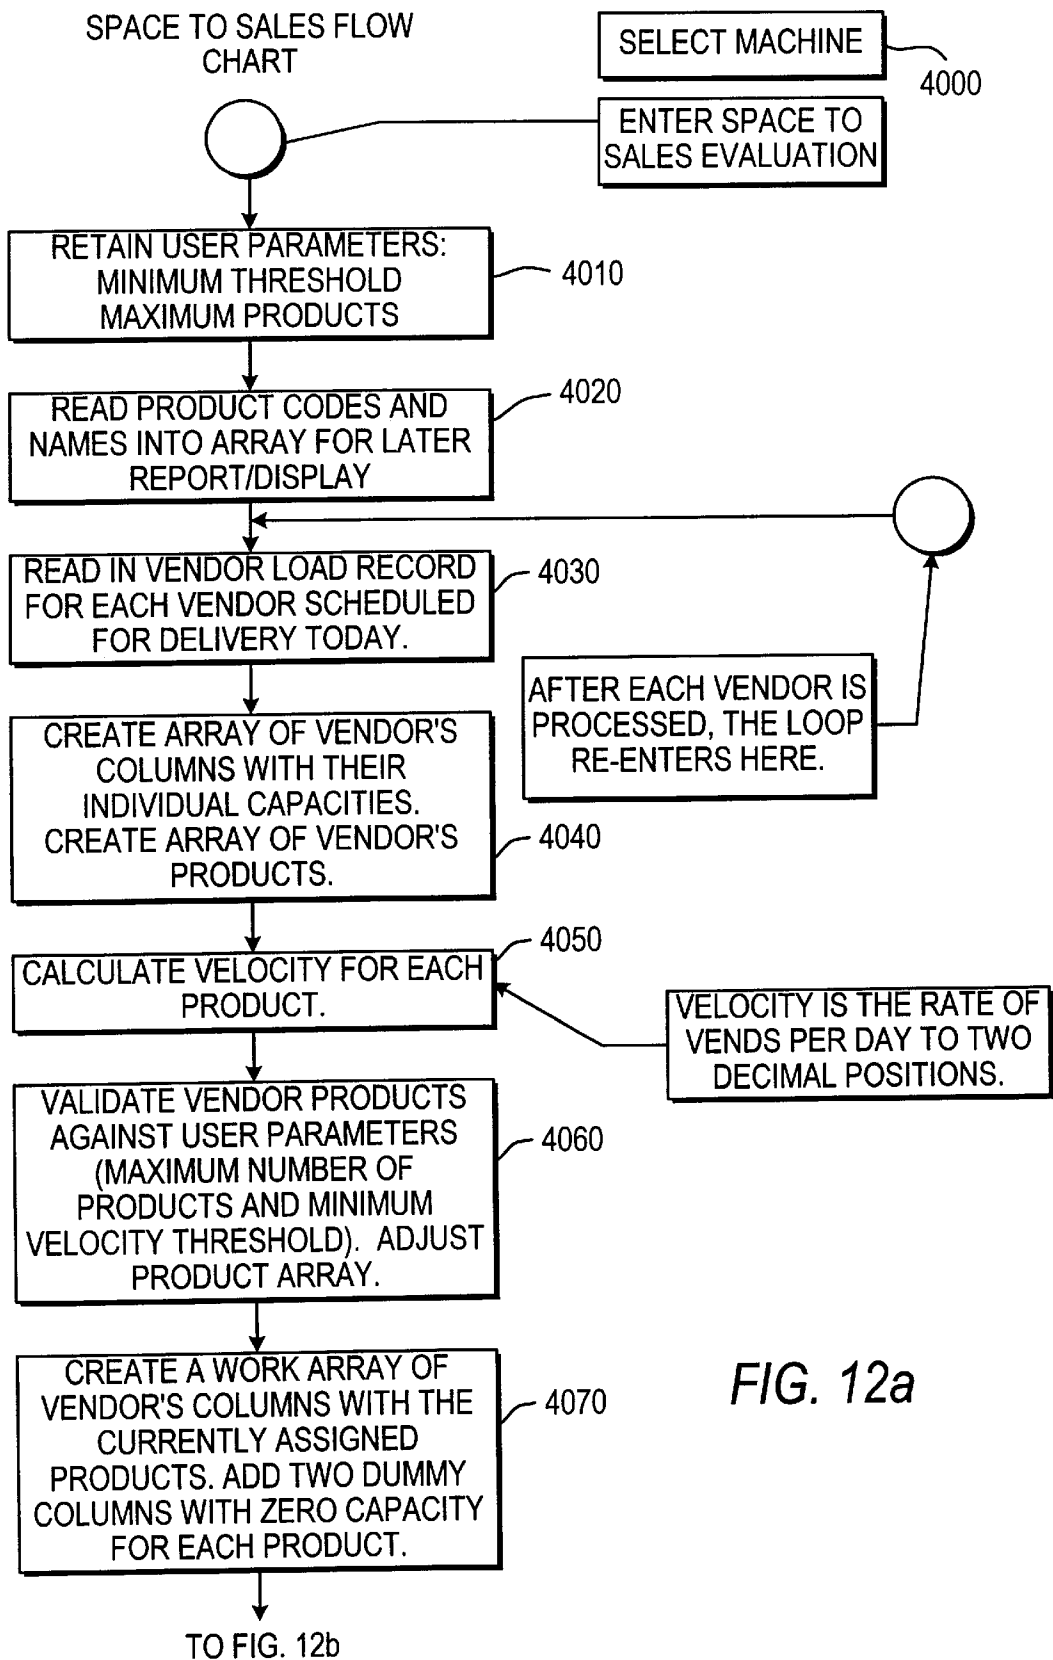 SPACE TO SALES FLOW
CHART
SELECT MACHINE
4000
ENTER SPACE TO
SALES EVALUATION
RETAIN USER PARAMETERS:
MINIMUM THRESHOLD
MAXIMUM PRODUCTS
4010
READ PRODUCT CODES AND
NAMES INTO ARRAY FOR LATER
REPORT/DISPLAY
4020
READ IN VENDOR LOAD RECORD
FOR EACH VENDOR SCHEDULED
FOR DELIVERY TODAY.
4030
AFTER EACH VENDOR IS
PROCESSED, THE LOOP
RE-ENTERS HERE.
CREATE ARRAY OF VENDOR'S
COLUMNS WITH THEIR
INDIVIDUAL CAPACITIES.
CREATE ARRAY OF VENDOR'S
PRODUCTS.
4040
CALCULATE VELOCITY FOR EACH
PRODUCT.
4050
VELOCITY IS THE RATE OF
VENDS PER DAY TO TWO
DECIMAL POSITIONS.
VALIDATE VENDOR PRODUCTS
AGAINST USER PARAMETERS
(MAXIMUM NUMBER OF
PRODUCTS AND MINIMUM
VELOCITY THRESHOLD). ADJUST
PRODUCT ARRAY.
4060
CREATE A WORK ARRAY OF
VENDOR'S COLUMNS WITH THE
CURRENTLY ASSIGNED
PRODUCTS. ADD TWO DUMMY
COLUMNS WITH ZERO CAPACITY
FOR EACH PRODUCT.
4070
FIG. 12a
TO FIG. 12b